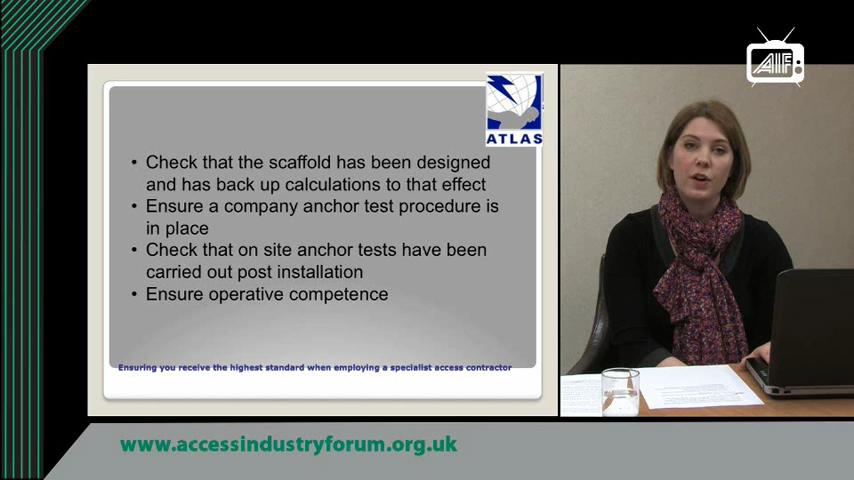 AIF
ATLAS
• Check that the scaffold has been designed
and has back up calculations to that effect
• Ensure a company anchor test procedure is
in place
• Check that on site anchor tests have been
carried out post installation
• Ensure operative competence
Ensuring you receive the highest standard when employing a specialist access contractor
www.accessindustryforum.org.uk